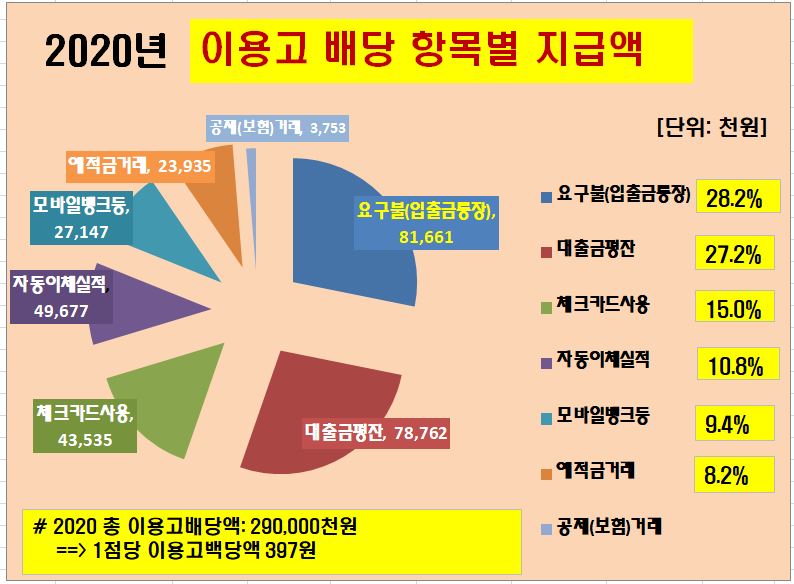 2020년 이용고 배당 항목별 지급액
[단위: 천원]
공제(보험)거래, 3,753
예적금거래, 23,935
모바일뱅크등,
27,147
자동이체실적,
49,677
체크카드사용,
43,535
대출금평잔, 78,762
요구불(입출금통장),
81,661
요구불(입출금통장) 28.2%
대출금평잔 27.2%
체크카드사용 15.0%
자동이체실적 10.8%
모바일뱅크등 9.4%
예적금거래 8.2%
공제(보험)거래
# 2020 총 이용고배당액: 290,000천원
==> 1점당 이용고백당액 397원